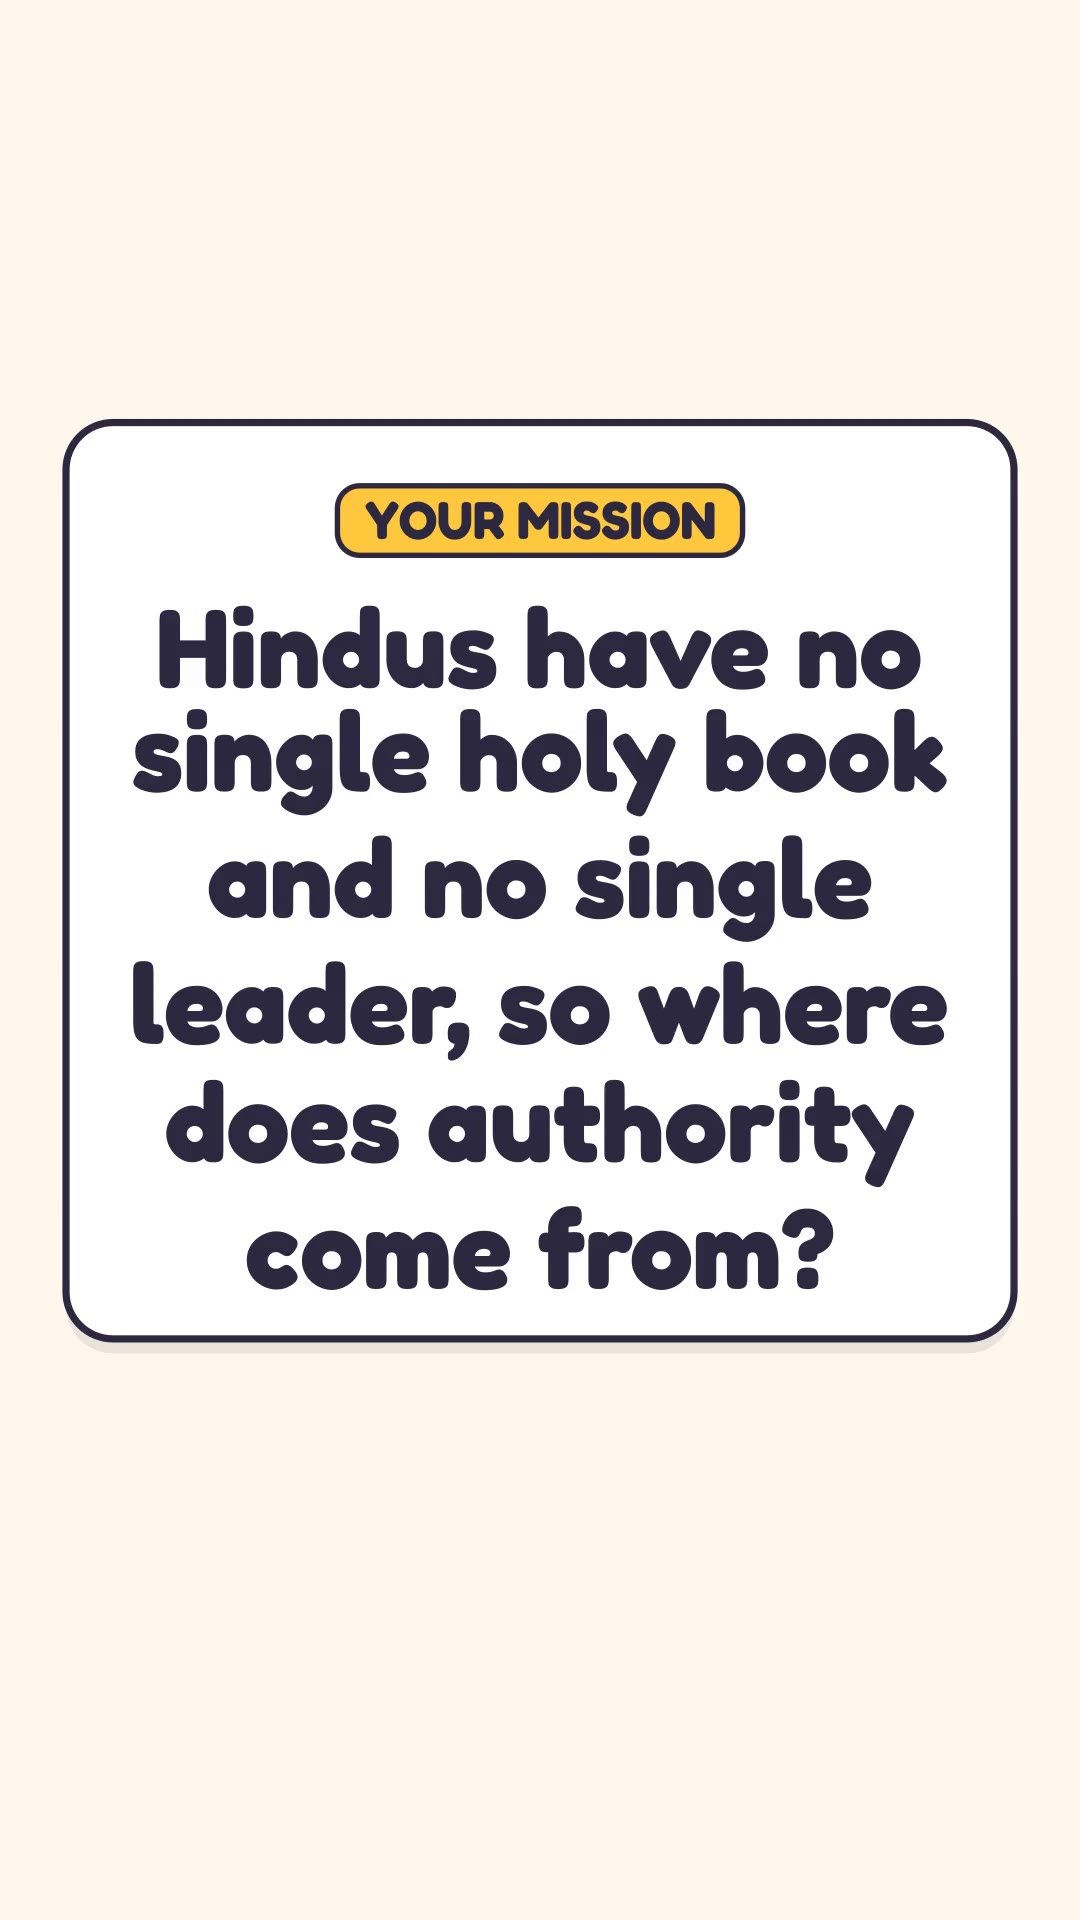 YOUR MISSION
Hindus have no
single holy book
and no single
leader, so where
does authority
come from?